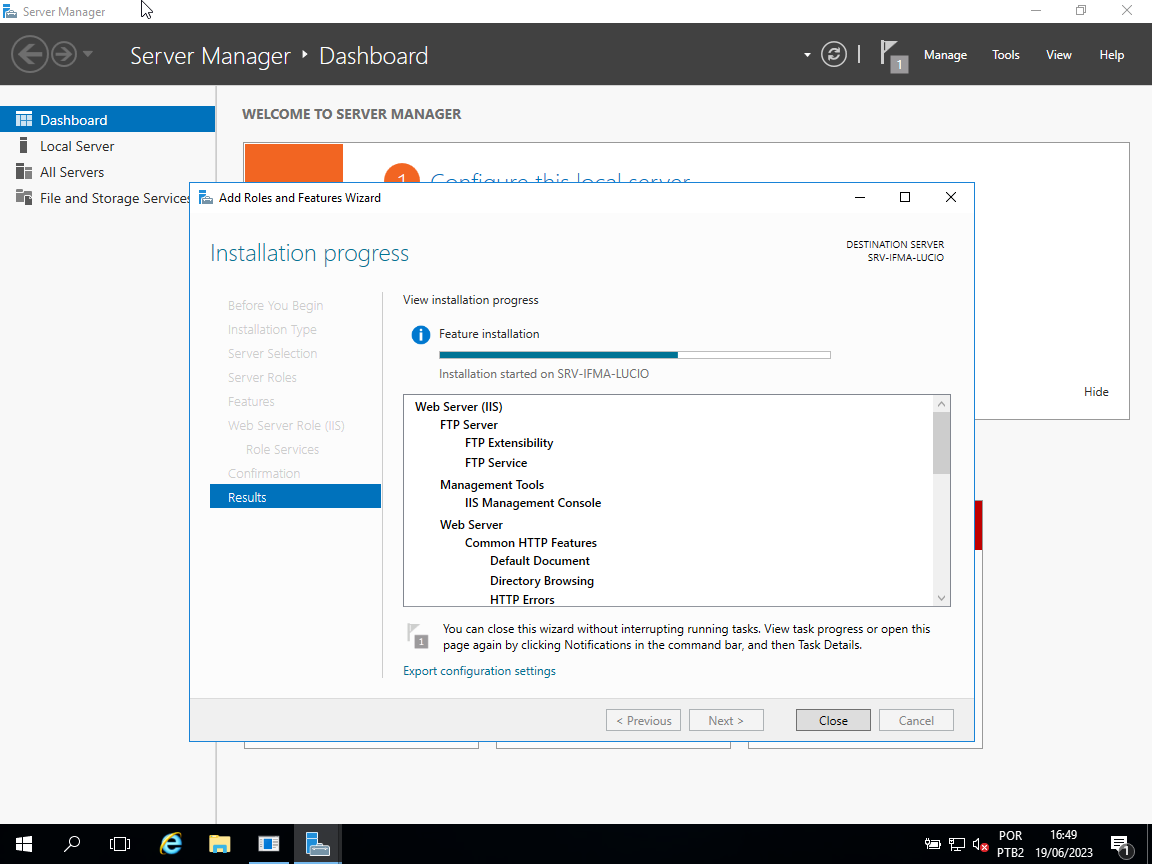 Server Manager
Server Manager ‣ Dashboard
1
Manage
Tools
View
Help
Dashboard
Local Server
All Servers
File and Storage Services
WELCOME TO SERVER MANAGER
1
Configure this local server
Hide
Add Roles and Features Wizard
Installation progress
DESTINATION SERVER
SRV-IFMA-LUCIO
Before You Begin
Installation Type
Server Selection
Server Roles
Features
Web Server Role (IIS)
Role Services
Confirmation
Results
View installation progress
Feature installation
Installation started on SRV-IFMA-LUCIO
Web Server (IIS)
FTP Server
FTP Extensibility
FTP Service
Management Tools
IIS Management Console
Web Server
Common HTTP Features
Default Document
Directory Browsing
HTTP Errors
1
You can close this wizard without interrupting running tasks. View task progress or open this
page again by clicking Notifications in the command bar, and then Task Details.
Export configuration settings
< Previous
Next >
Close
Cancel
POR
PTB2
16:49
19/06/2023
1